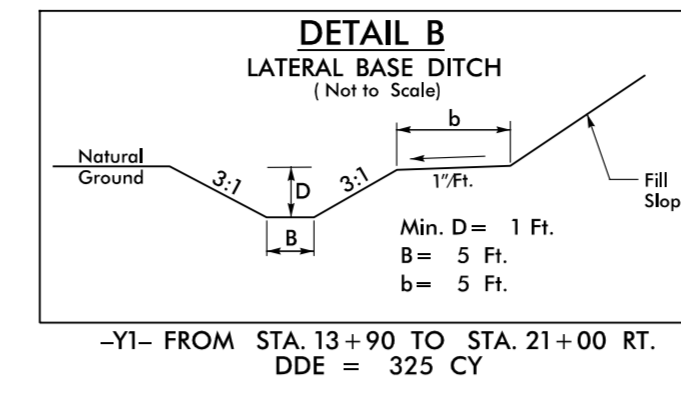 DETAIL B
LATERAL BASE DITCH
( Not to Scale)
b
Natural
Ground
3:1
D
3:1
1"/Ft.
Fill
Slop
B
Min. D= 1 Ft.
B= 5 Ft.
b= 5 Ft.
-Y1- FROM STA. 13+90 TO STA. 21+00 RT.
DDE = 325 CY